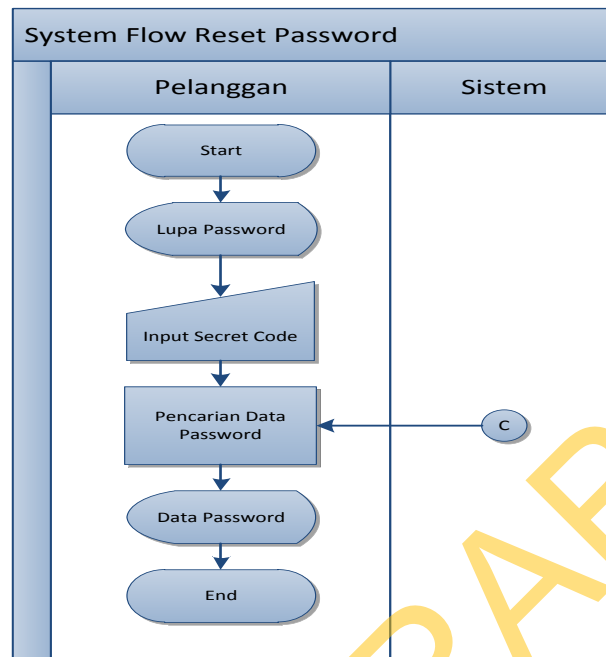 System Flow Reset Password
Pelanggan
Sistem
Start
Lupa Password
Input Secret Code
Pencarian Data
Password
C
Data Password
End